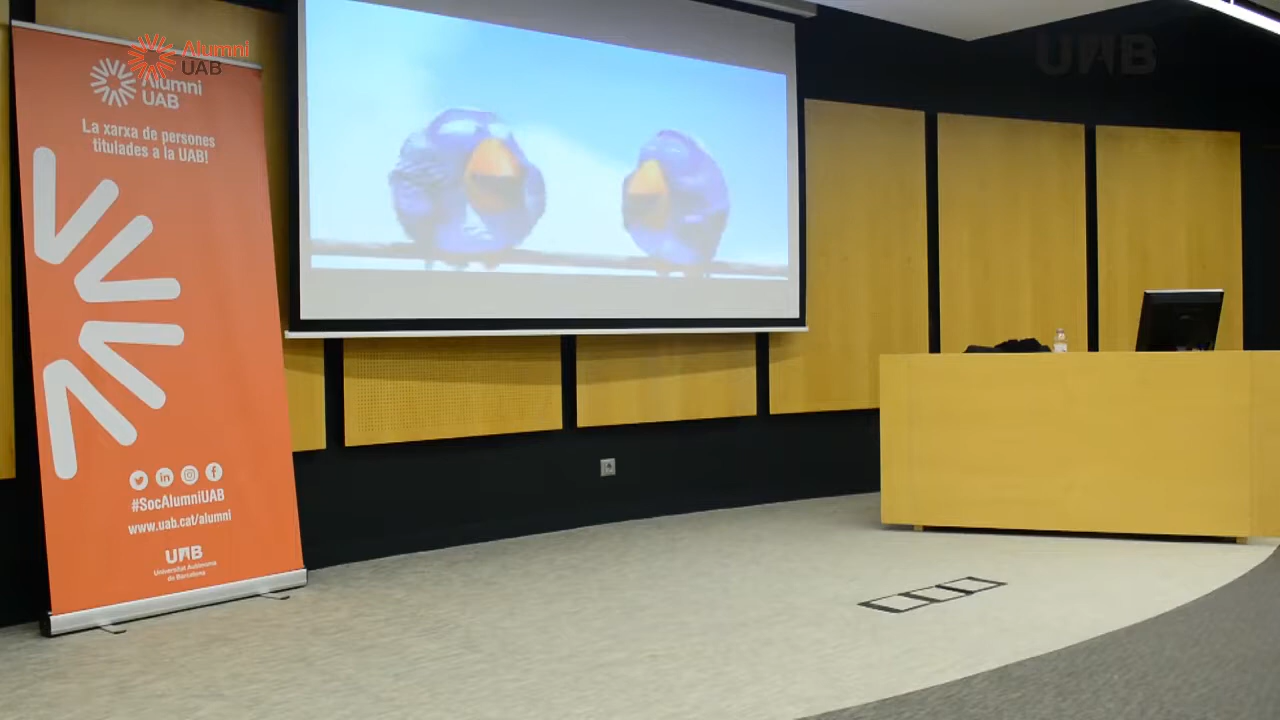 Alumni
UAB
Alumni
UAB
La xarxa de persones
titulades a la UAB!
#SocAlumniUAB
www.uab.cat/alumni
UAB
Universitat Autònoma
de Barcelona
UAB